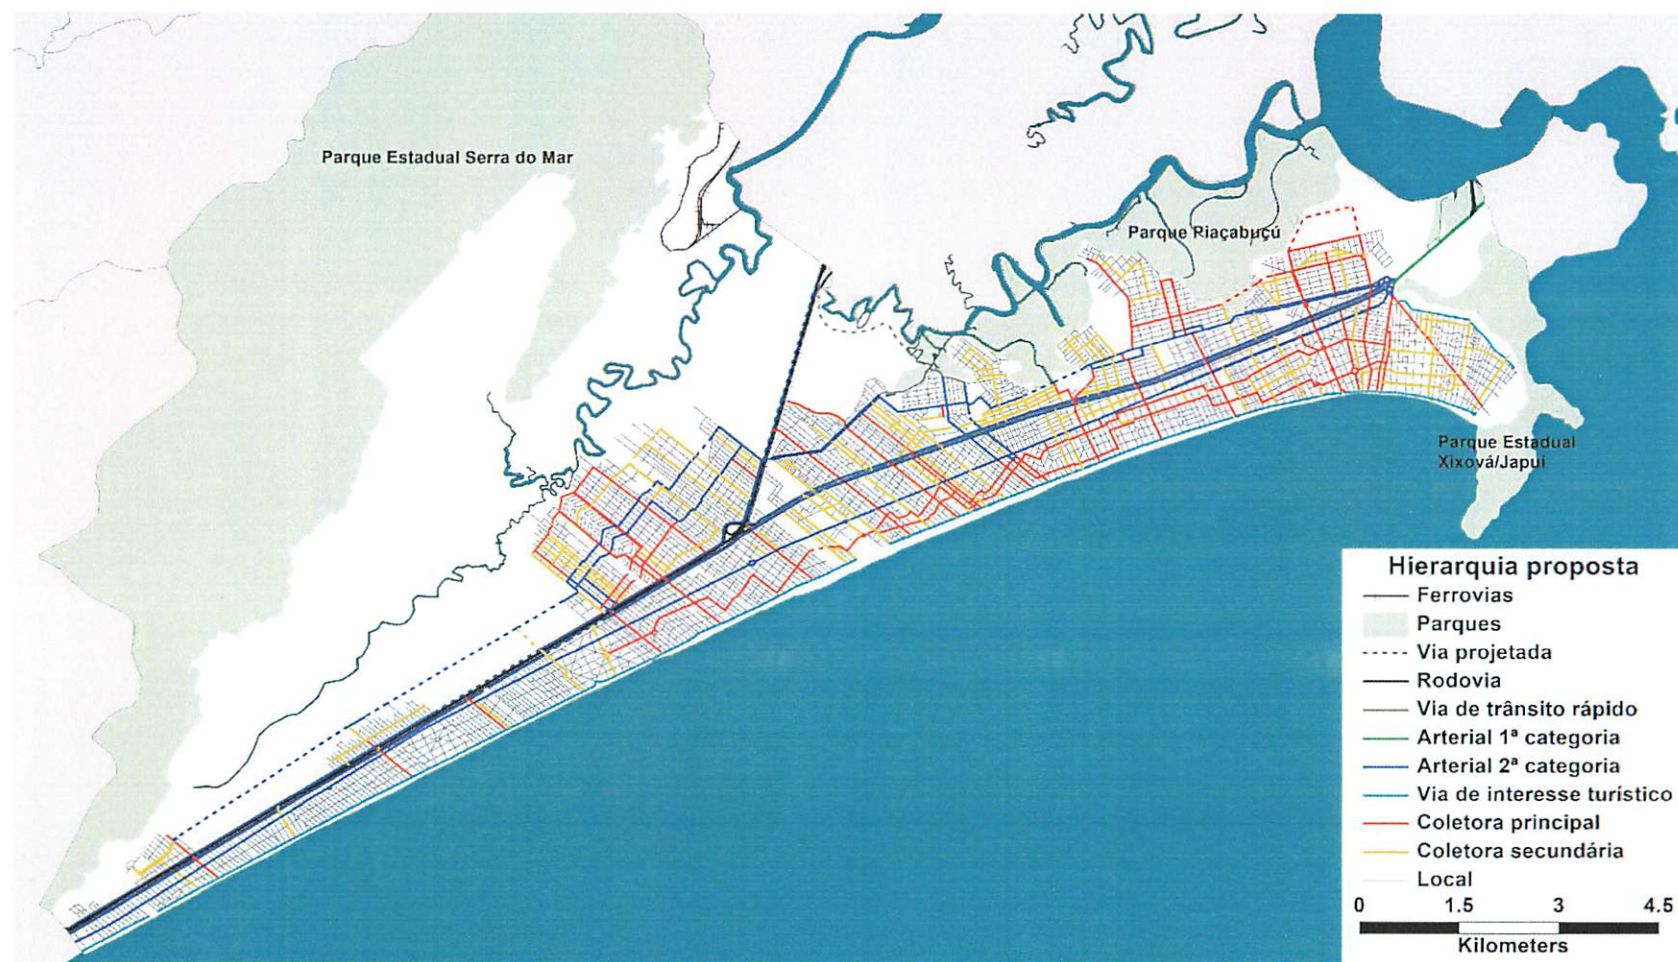 Parque Estadual Serra do Mar
Parque Piaçabuçú
Parque Estadual
Xixová/Japuí
Hierarquia proposta
Ferrovias
Parques
Via projetada
Rodovia
Via de trânsito rápido
Arterial 1ª categoria
Arterial 2ª categoria
Via de interesse turístico
Coletora principal
Coletora secundária
Local
0 1.5 3 4.5
Kilometers